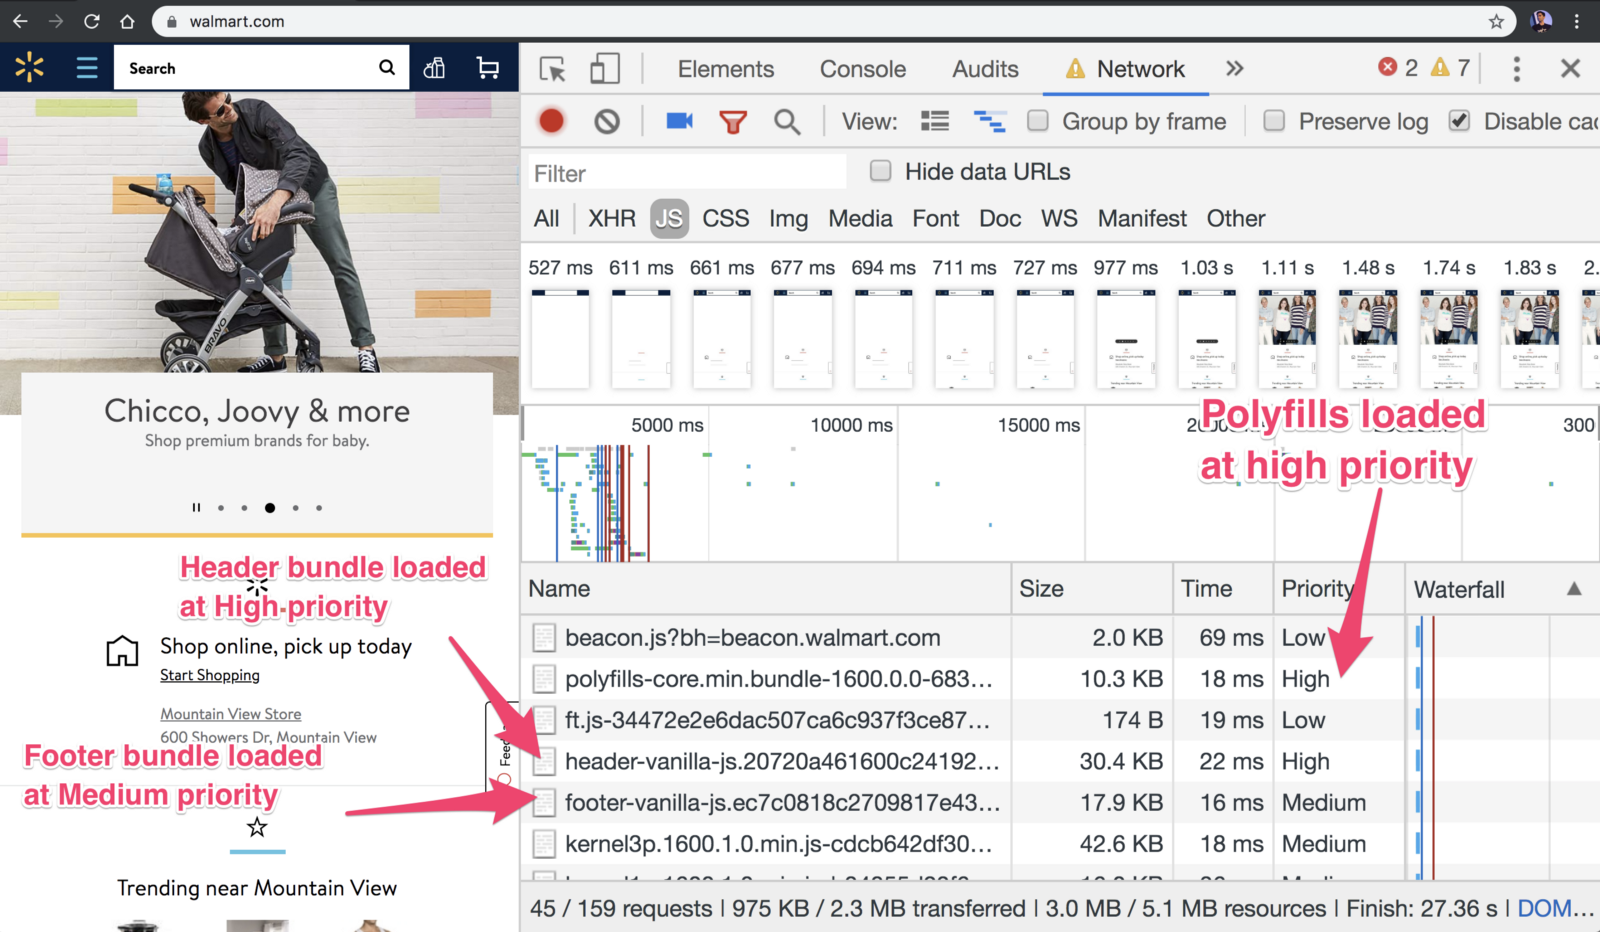 walmart.com
Search
Chicco, Joovy & more
Shop premium brands for baby.
BRAVO
Header bundle loaded
at High-priority
Shop online, pick up today
Start Shopping
Mountain View Store
600 Showers Dr, Mountain View
Footer bundle loaded
at Medium priority
Trending near Mountain View
Elements
Console
Audits
Network
2
7
View:
Group by frame
Preserve log
Filter
Hide data URLs
All
XHR
JS
CSS
Img
Media
Font
Doc
WS
Manifest
Other
527 ms
611 ms
661 ms
677 ms
694 ms
711 ms
727 ms
977 ms
1.03 s
1.11 s
1.48 s
1.74 s
1.83 s
5000 ms
10000 ms
15000 ms
Polyfills loaded
at high priority
Name Size Time Priority Waterfall
beacon.js?bh=beacon.walmart.com 2.0 KB 69 ms Low
polyfills-core.min.bundle-1600.0.0-683... 10.3 KB 18 ms High
ft.js-34472e2e6dac507ca6c937f3ce87... 174 B 19 ms Low
header-vanilla-js.20720a461600c24192... 30.4 KB 22 ms High
footer-vanilla-js.ec7c0818c2709817e43... 17.9 KB 16 ms Medium
kernel3p.1600.1.0.min.js-cdcb642df30... 42.6 KB 18 ms Medium
45 / 159 requests | 975 KB / 2.3 MB transferred | 3.0 MB / 5.1 MB resources | Finish: 27.36 s | DOM...